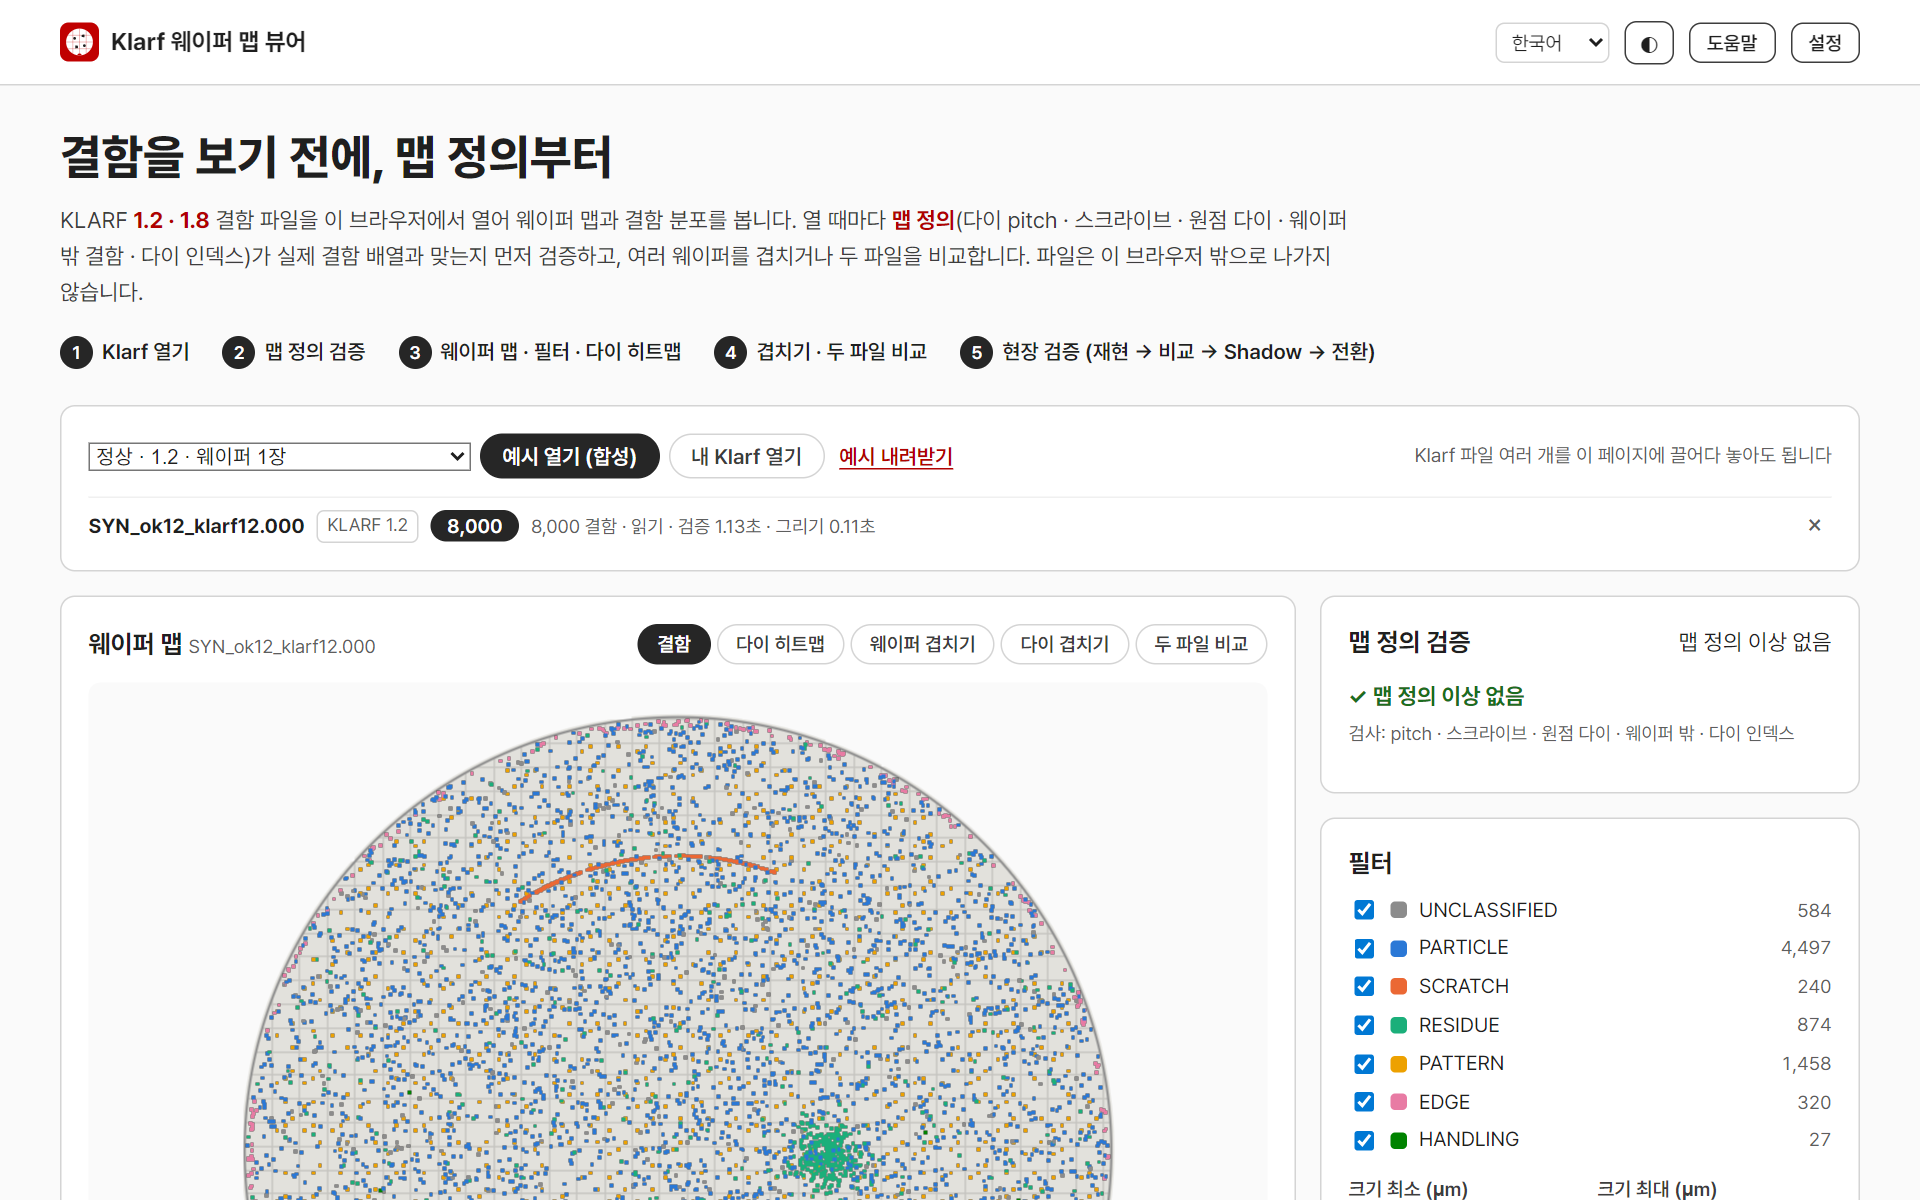 Klarf 웨이퍼 맵 뷰어
한국어
도움말
설정
결함을 보기 전에, 맵 정의부터
KLARF 1.2 · 1.8 결함 파일을 이 브라우저에서 열어 웨이퍼 맵과 결함 분포를 봅니다. 열 때마다 맵 정의(다이 pitch · 스크라이브 · 원점 다이 · 웨이퍼
밖 결함 · 다이 인덱스)가 실제 결함 배열과 맞는지 먼저 검증하고, 여러 웨이퍼를 겹치거나 두 파일을 비교합니다. 파일은 이 브라우저 밖으로 나가지
않습니다.
1 Klarf 열기 2 맵 정의 검증 3 웨이퍼 맵 · 필터 · 다이 히트맵 4 겹치기 · 두 파일 비교 5 현장 검증 (재현 → 비교 → Shadow → 전환)
정상 · 1.2 · 웨이퍼 1장 예시 열기 (합성) 내 Klarf 열기 예시 내려받기 Klarf 파일 여러 개를 이 페이지에 끌어다 놓아도 됩니다
SYN_ok12_klarf12.000 KLARF 1.2 8,000 8,000 결함 · 읽기 · 검증 1.13초 · 그리기 0.11초 ×
웨이퍼 맵 SYN_ok12_klarf12.000 결함 다이 히트맵 웨이퍼 겹치기 다이 겹치기 두 파일 비교
맵 정의 검증 맵 정의 이상 없음
✓ 맵 정의 이상 없음
검사: pitch · 스크라이브 · 원점 다이 · 웨이퍼 밖 · 다이 인덱스
필터
UNCLASSIFIED 584
PARTICLE 4,497
SCRATCH 240
RESIDUE 874
PATTERN 1,458
EDGE 320
HANDLING 27
크기 최소 (μm) 크기 최대 (μm)